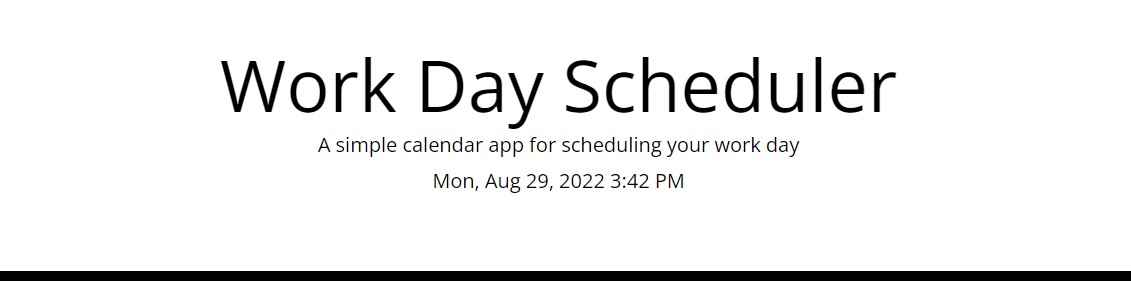 Work Day Scheduler
A simple calendar app for scheduling your work day
Mon, Aug 29, 2022 3:42 PM